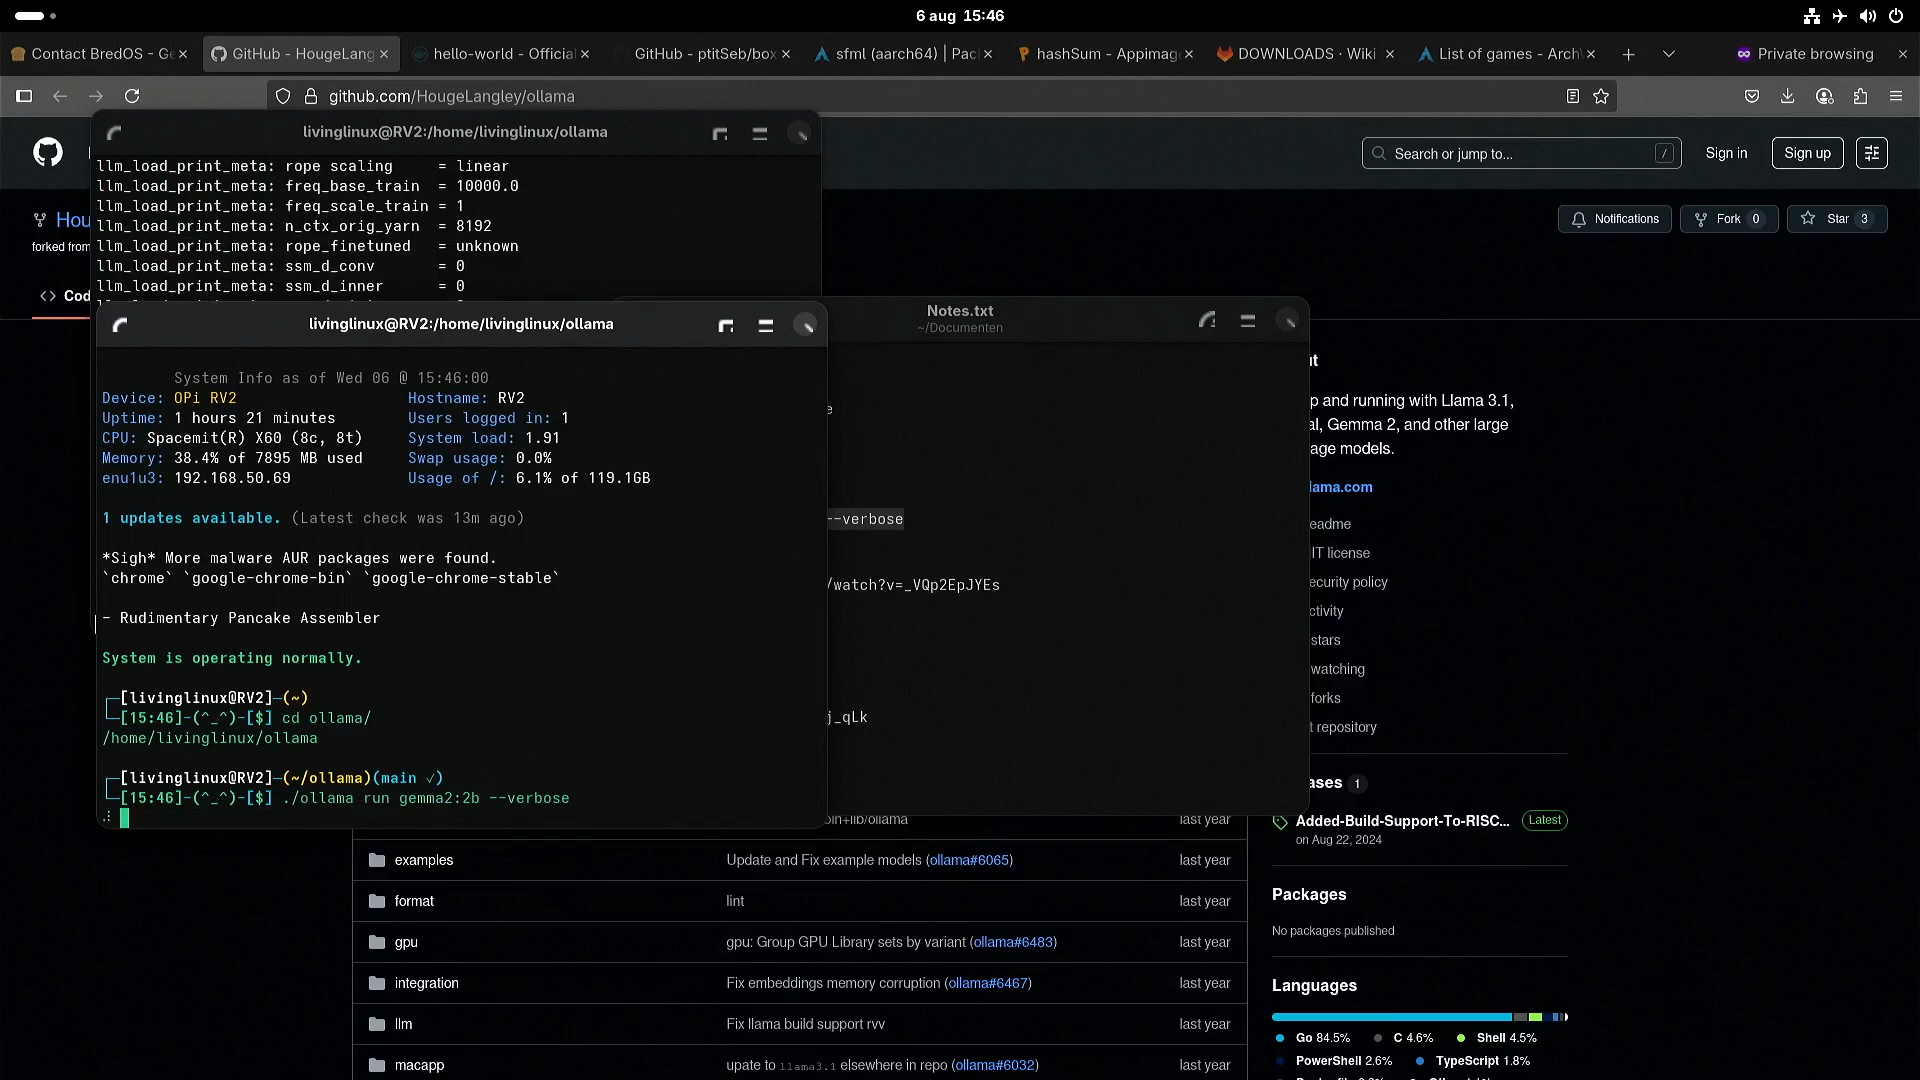 6 aug 15:46
Contact BredOS - Ge
GitHub - HougeLang
hello-world - Official
GitHub - ptitSeb/box
sfml (aarch64) | Pac
hashSum - Appimag
DOWNLOADS · Wiki
List of games - ArchW
Private browsing
github.com/HougeLangley/ollama
Search or jump to...
/
Sign in
Sign up
Hou
forked from
Notifications
Fork 0
Star 3
Cod
livinglinux@RV2:/home/livinglinux/ollama
llm_load_print_meta: rope scaling     = linear
llm_load_print_meta: freq_base_train  = 10000.0
llm_load_print_meta: freq_scale_train = 1
llm_load_print_meta: n_ctx_orig_yarn  = 8192
llm_load_print_meta: rope_finetuned   = unknown
llm_load_print_meta: ssm_d_conv       = 0
llm_load_print_meta: ssm_d_inner      = 0
livinglinux@RV2:/home/livinglinux/ollama
System Info as of Wed 06 @ 15:46:00
Device: OPi RV2 Hostname: RV2
Uptime: 1 hours 21 minutes Users logged in: 1
CPU: Spacemit(R) X60 (8c, 8t) System load: 1.91
Memory: 38.4% of 7895 MB used Swap usage: 0.0%
enu1u3: 192.168.50.69 Usage of /: 6.1% of 119.1GB
1 updates available. (Latest check was 13m ago)
*Sigh* More malware AUR packages were found.
`chrome` `google-chrome-bin` `google-chrome-stable`
- Rudimentary Pancake Assembler
System is operating normally.
[livinglinux@RV2]-(~)
[15:46]-(^_^)-[$] cd ollama/
/home/livinglinux/ollama
[livinglinux@RV2]-(~/ollama)(main ✓)
[15:46]-(^_^)-[$] ./ollama run gemma2:2b --verbose
Notes.txt
~/Documenten
e
--verbose
/watch?v=_VQp2EpJYEs
j_qLk
ut
p and running with Llama 3.1,
al, Gemma 2, and other large
age models.
lama.com
eadme
IT license
ecurity policy
ctivity
stars
watching
forks
t repository
ases 1
Added-Build-Support-To-RISC... Latest
on Aug 22, 2024
Packages
No packages published
Languages
Go 84.5% C 4.6% Shell 4.5%
PowerShell 2.6% TypeScript 1.8%
bin+lib/ollama last year
examples Update and Fix example models (ollama#6065) last year
format lint last year
gpu gpu: Group GPU Library sets by variant (ollama#6483) last year
integration Fix embeddings memory corruption (ollama#6467) last year
llm Fix llama build support rvv last year
macapp upate to llama3.1 elsewhere in repo (ollama#6032) last year